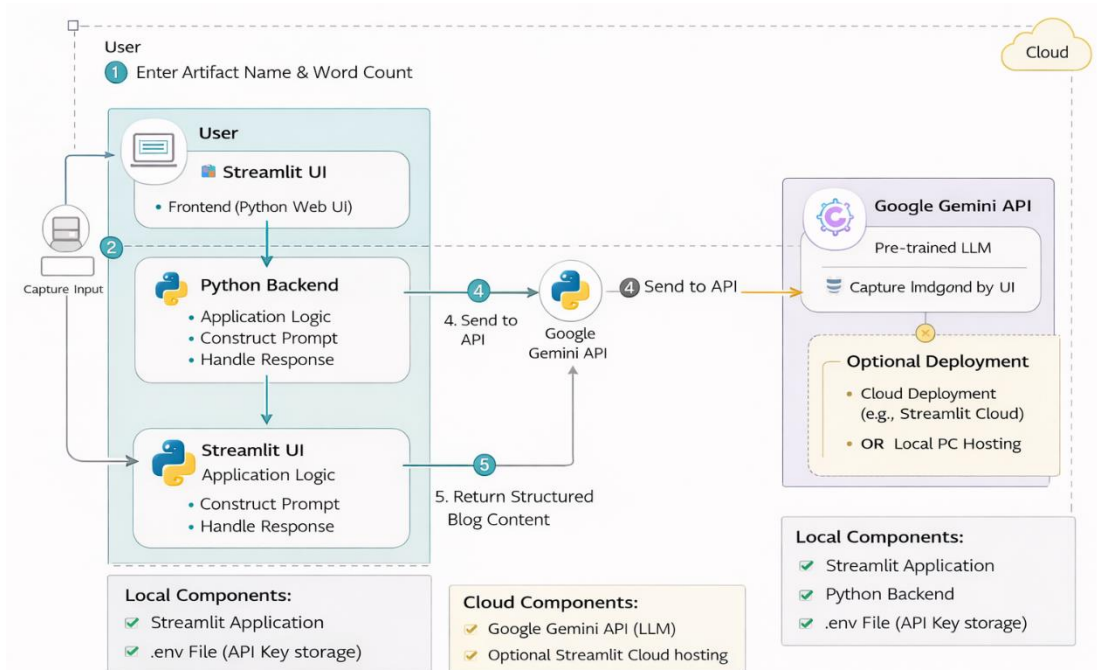 User
1 Enter Artifact Name & Word Count
Cloud
User
Streamlit UI
• Frontend (Python Web UI)
2
Capture Input
Python Backend
• Application Logic
• Construct Prompt
• Handle Response
4
4. Send to
API
Google
Gemini API
4 Send to API
Google Gemini API
Pre-trained LLM
Capture lmdgond by UI
Optional Deployment
• Cloud Deployment
(e.g., Streamlit Cloud)
• OR Local PC Hosting
Streamlit UI
Application Logic
• Construct Prompt
• Handle Response
5
5. Return Structured
Blog Content
Local Components:
Streamlit Application
.env File (API Key storage)
Cloud Components:
Google Gemini API (LLM)
Optional Streamlit Cloud hosting
Local Components:
Streamlit Application
Python Backend
.env File (API Key storage)